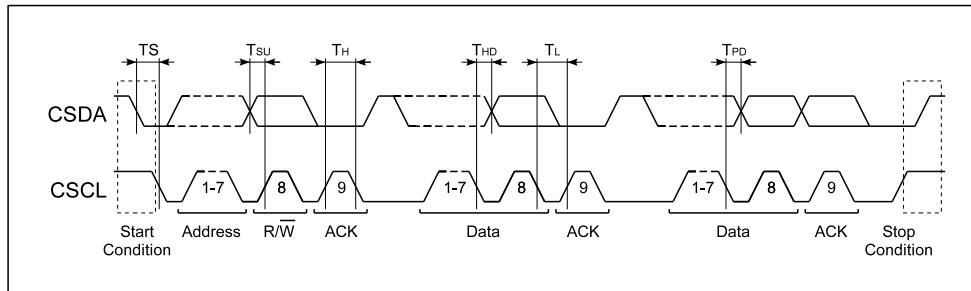 TS TSU TH THD TL TPD
CSDA
CSCL 1-7 8 9 1-7 8 9 1-7 8 9
Start Condition Address R/W̅ ACK Data ACK Data ACK Stop Condition